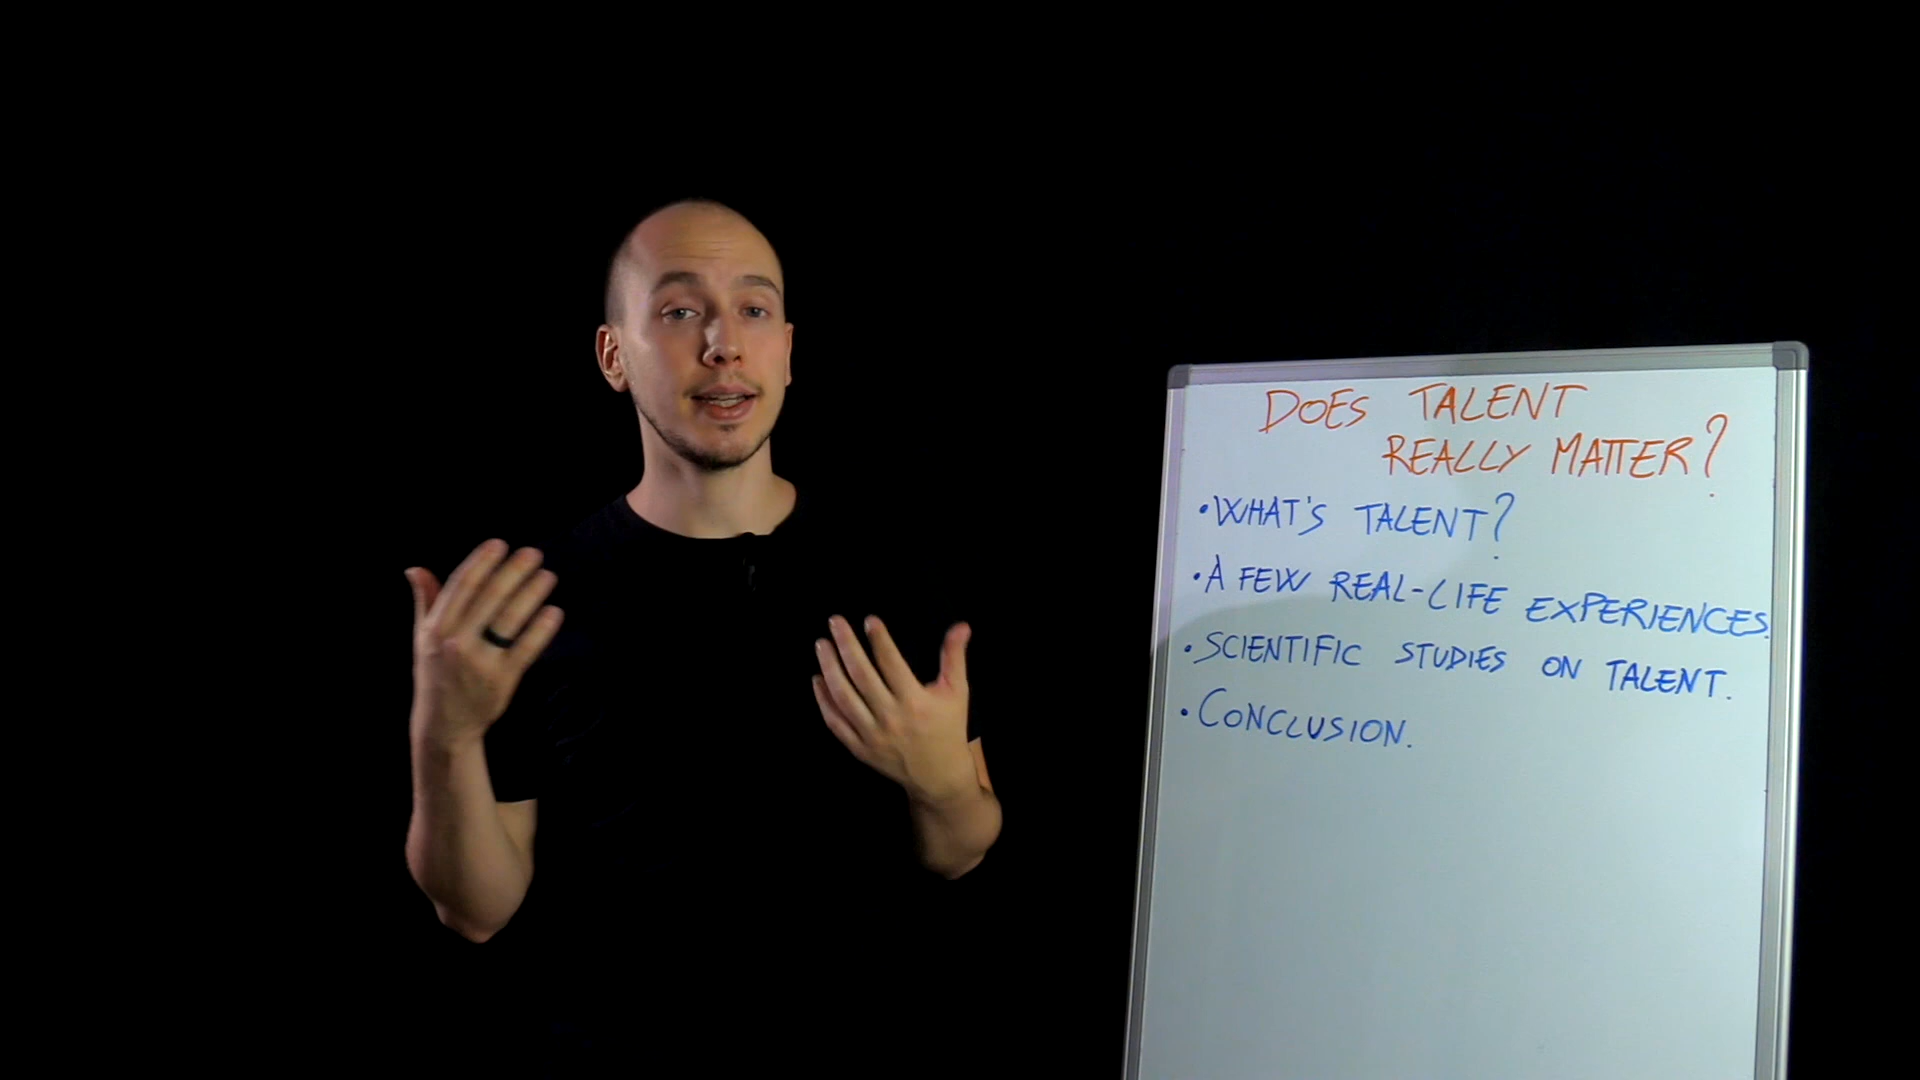 DOES TALENT
REALLY MATTER?
•WHAT'S TALENT?
•A FEW REAL-LIFE EXPERIENCES.
•SCIENTIFIC STUDIES ON TALENT.
•CONCLUSION.